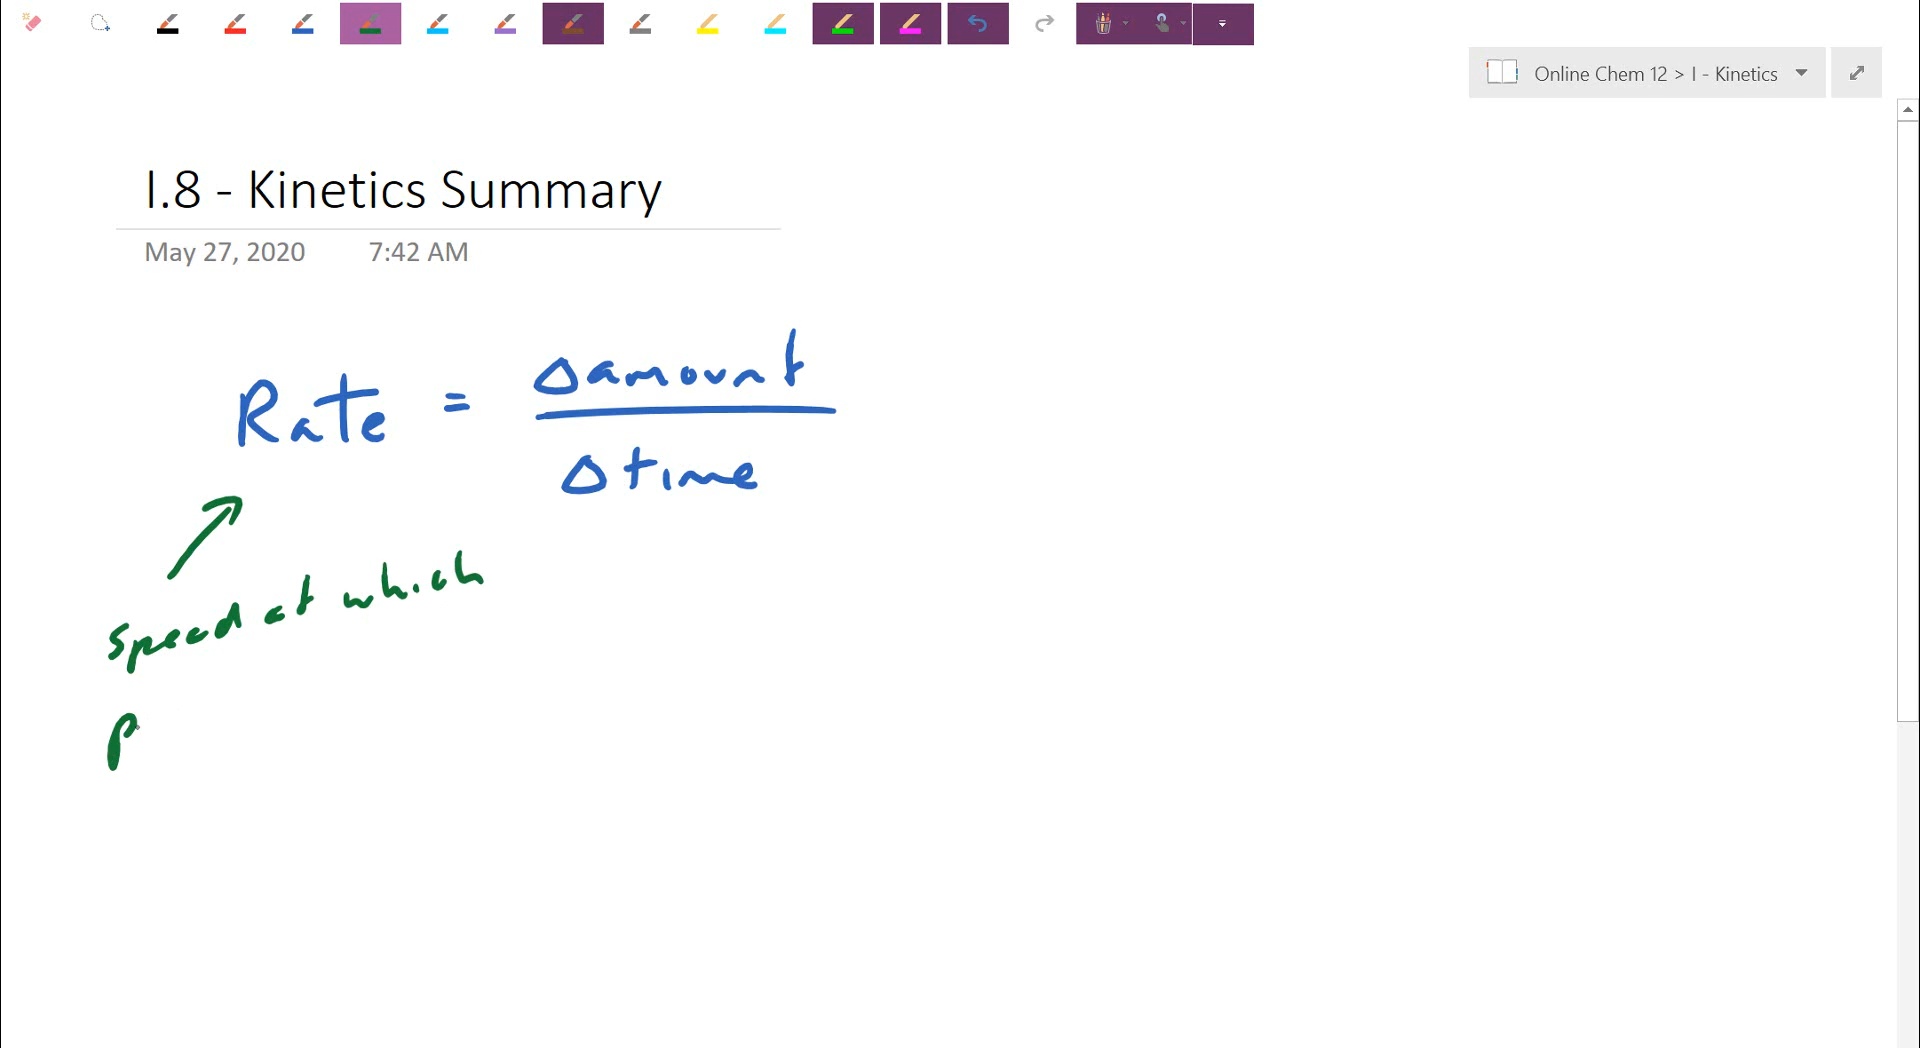 Online Chem 12 > I - Kinetics
I.8 - Kinetics Summary
May 27, 2020 7:42 AM
Rate = Δamount
Δtime
speed at which
p